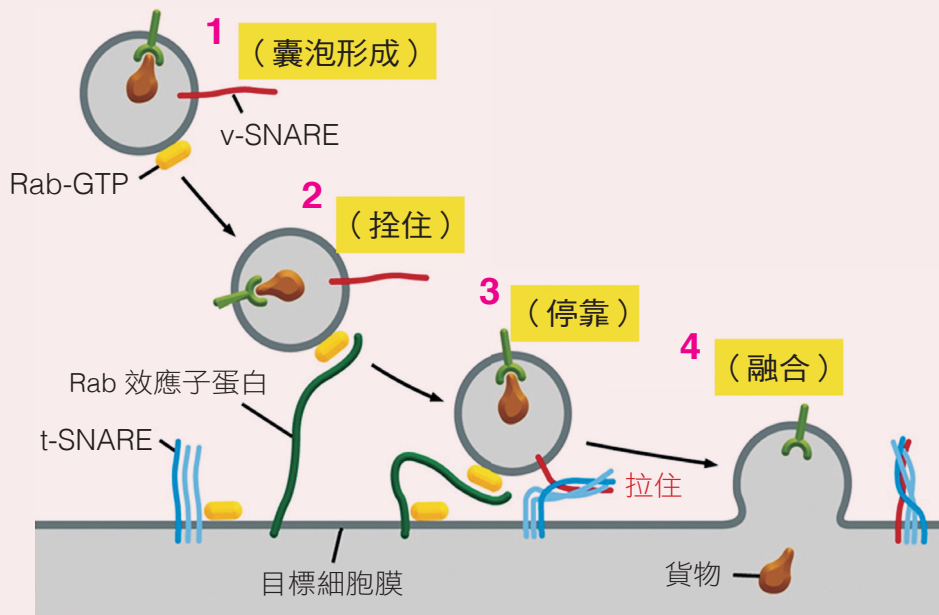 1
（囊泡形成）
v-SNARE
Rab-GTP
2
（拴住）
3
（停靠）
4
（融合）
Rab 效應子蛋白
t-SNARE
拉住
目標細胞膜
貨物